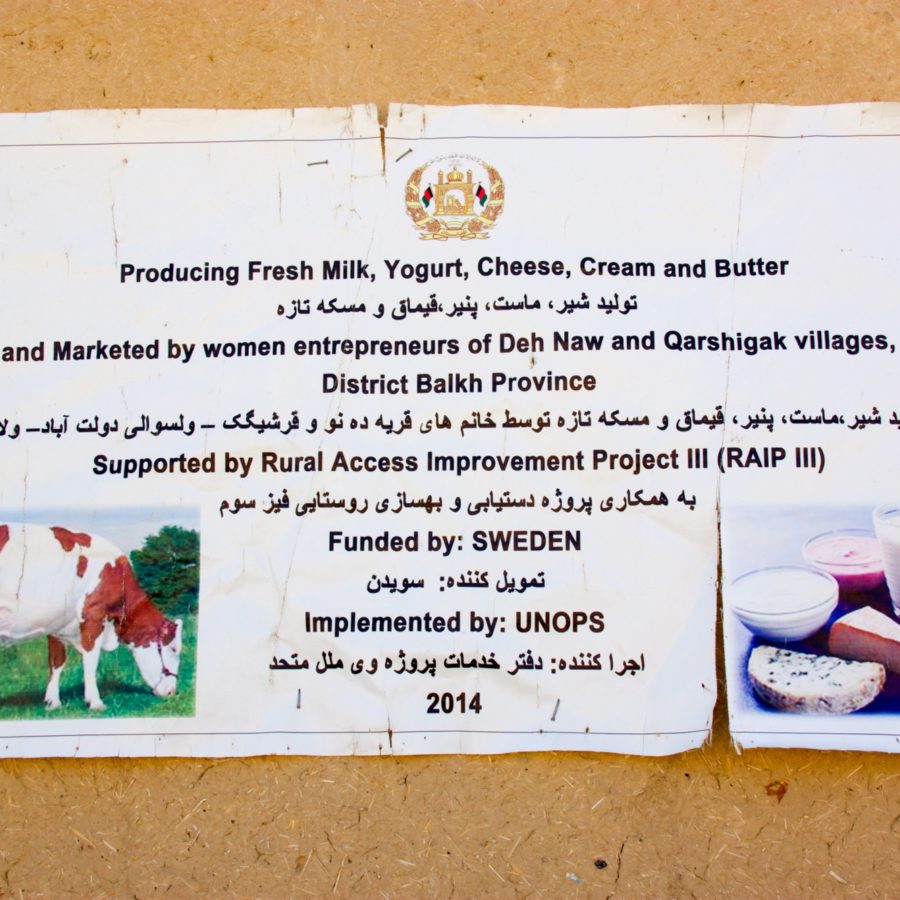 Producing Fresh Milk, Yogurt, Cheese, Cream and Butter
تولید شیر، ماست، پنیر،قیماق و مسکه تازه
and Marketed by women entrepreneurs of Deh Naw and Qarshigak villages,
District Balkh Province
شیر،ماست، پنیر، قیماق و مسکه تازه توسط خانم های قریه ده نو و قرشیگک – ولسوالی دولت آباد–
Supported by Rural Access Improvement Project III (RAIP III)
به همکاری پروژه دستیابی و بهسازی روستایی فیز سوم
Funded by: SWEDEN
تمویل کننده: سویدن
Implemented by: UNOPS
اجرا کننده: دفتر خدمات پروژه وی ملل متحد
2014